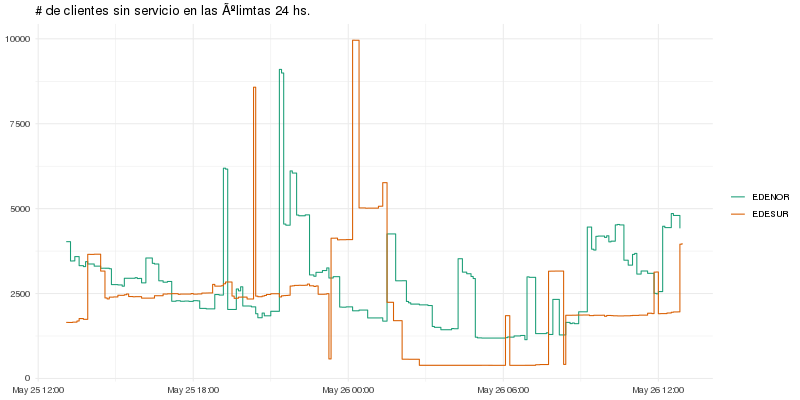 # de clientes sin servicio en las Ãºlimtas 24 hs.
10000
7500
5000
2500
0
May 25 12:00
May 25 18:00
May 26 00:00
May 26 06:00
May 26 12:00
EDENOR
EDESUR